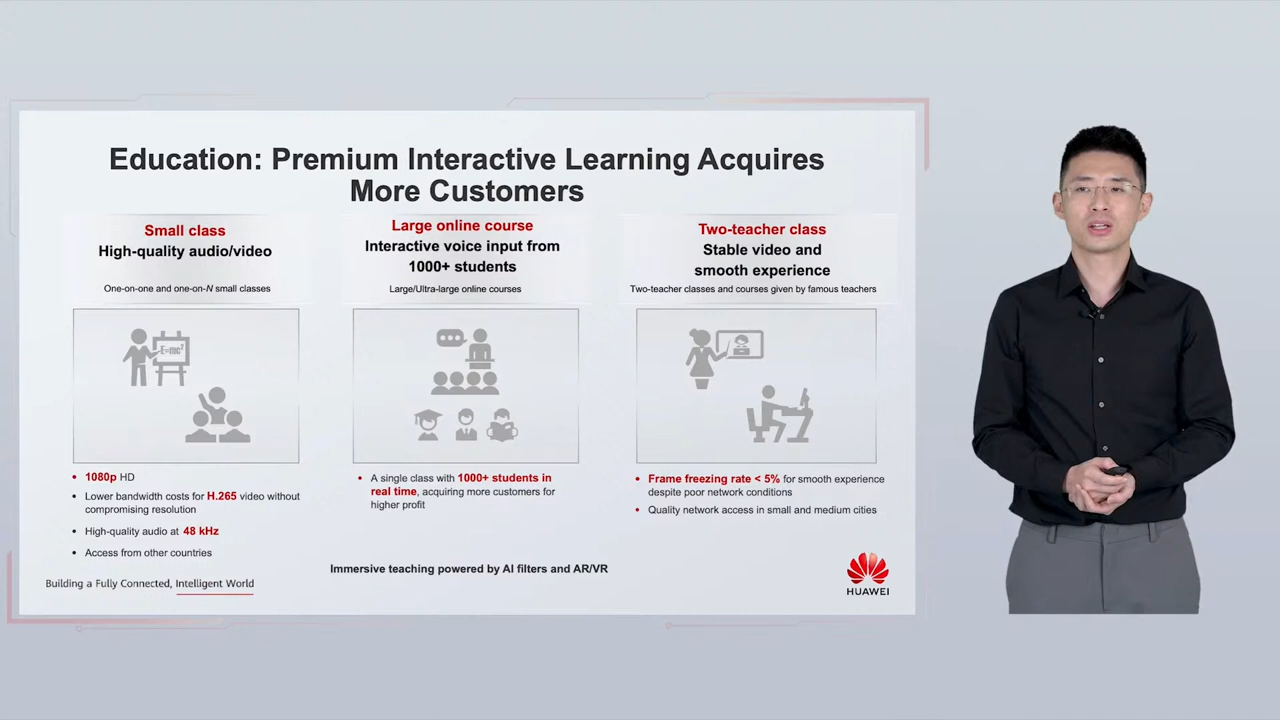 Education: Premium Interactive Learning Acquires
More Customers
Small class
High-quality audio/video
One-on-one and one-on-N small classes
Large online course
Interactive voice input from
1000+ students
Large/Ultra-large online courses
Two-teacher class
Stable video and
smooth experience
Two-teacher classes and courses given by famous teachers
E=mc²
• 1080p HD
• Lower bandwidth costs for H.265 video without
compromising resolution
• High-quality audio at 48 kHz
• Access from other countries
• A single class with 1000+ students in
real time, acquiring more customers for
higher profit
• Frame freezing rate < 5% for smooth experience
despite poor network conditions
• Quality network access in small and medium cities
Immersive teaching powered by AI filters and AR/VR
Building a Fully Connected, Intelligent World
HUAWEI